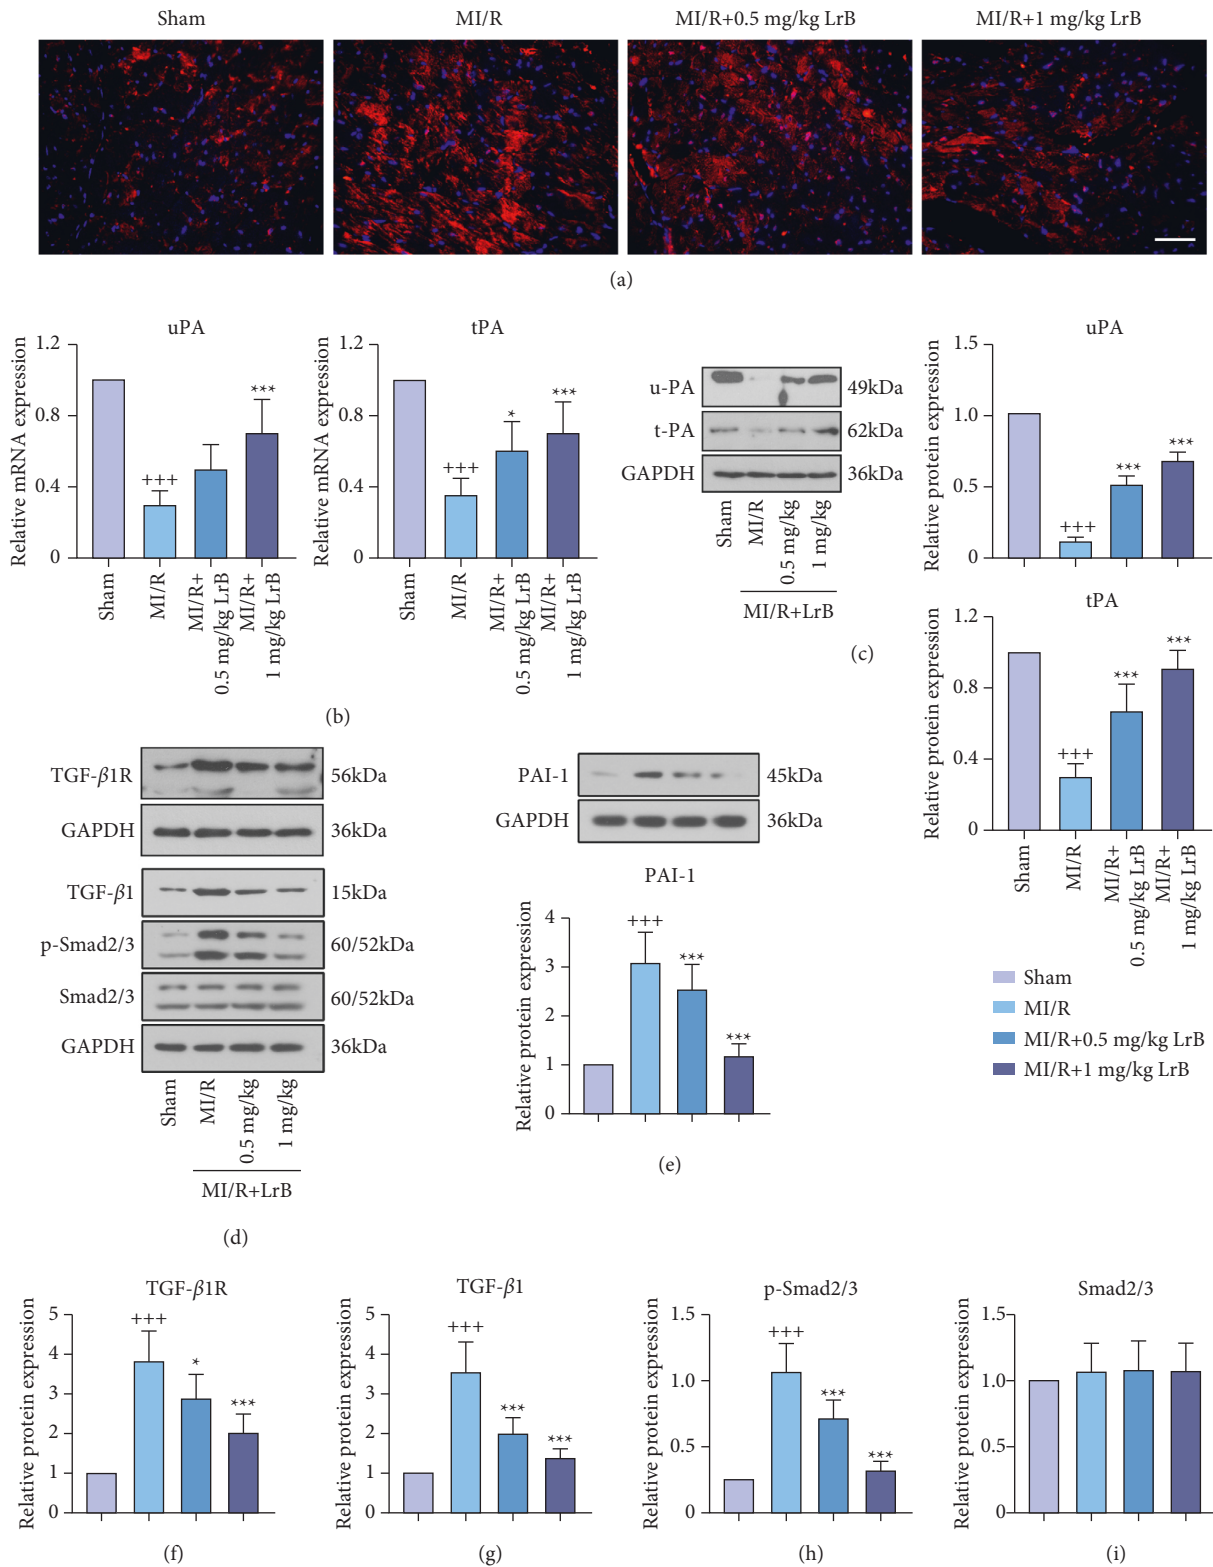 Sham
MI/R
MI/R+0.5 mg/kg LrB
MI/R+1 mg/kg LrB
(a)
uPA
Relative mRNA expression
1.2
0.8
0.4
0
+++
***
Sham
MI/R
MI/R+
0.5 mg/kg LrB
MI/R+
1 mg/kg LrB
tPA
Relative mRNA expression
1.2
0.8
0.4
0
+++
*
***
Sham
MI/R
MI/R+
0.5 mg/kg LrB
MI/R+
1 mg/kg LrB
(b)
u-PA
49kDa
t-PA
62kDa
GAPDH
36kDa
Sham
MI/R
0.5 mg/kg
1 mg/kg
MI/R+LrB
(c)
uPA
Relative protein expression
1.5
1.0
0.5
0
+++
***
***
tPA
Relative protein expression
1.2
0.8
0.4
0
+++
***
***
Sham
MI/R
MI/R+
0.5 mg/kg LrB
MI/R+
1 mg/kg LrB
Sham
MI/R
MI/R+0.5 mg/kg LrB
MI/R+1 mg/kg LrB
TGF-β1R
56kDa
GAPDH
36kDa
TGF-β1
15kDa
p-Smad2/3
60/52kDa
Smad2/3
60/52kDa
GAPDH
36kDa
Sham
MI/R
0.5 mg/kg
1 mg/kg
MI/R+LrB
(d)
PAI-1
45kDa
GAPDH
36kDa
PAI-1
Relative protein expression
4
3
2
1
0
+++
***
***
(e)
TGF-β1R
Relative protein expression
5
4
3
2
1
0
+++
*
***
(f)
TGF-β1
Relative protein expression
5
4
3
2
1
0
+++
***
***
(g)
p-Smad2/3
Relative protein expression
1.5
1.0
0.5
0
+++
***
***
(h)
Smad2/3
Relative protein expression
1.5
1.0
0.5
0
(i)